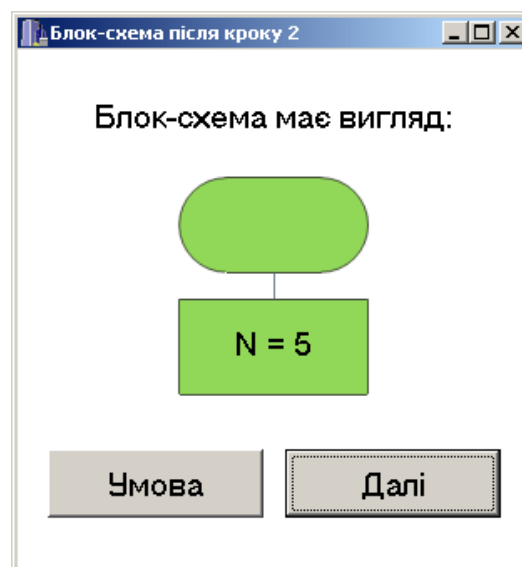 Блок-схема після кроку 2
Блок-схема має вигляд:
N = 5
Умова Далі